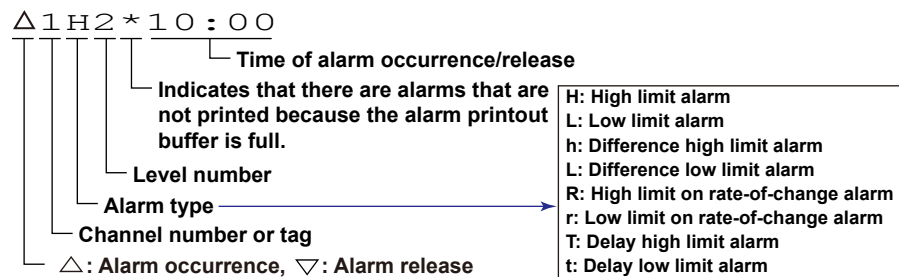 △1H2*10:00
Time of alarm occurrence/release
Indicates that there are alarms that are
not printed because the alarm printout
buffer is full.
Level number
Alarm type
Channel number or tag
△: Alarm occurrence, ▽: Alarm release
H: High limit alarm
L: Low limit alarm
h: Difference high limit alarm
L: Difference low limit alarm
R: High limit on rate-of-change alarm
r: Low limit on rate-of-change alarm
T: Delay high limit alarm
t: Delay low limit alarm